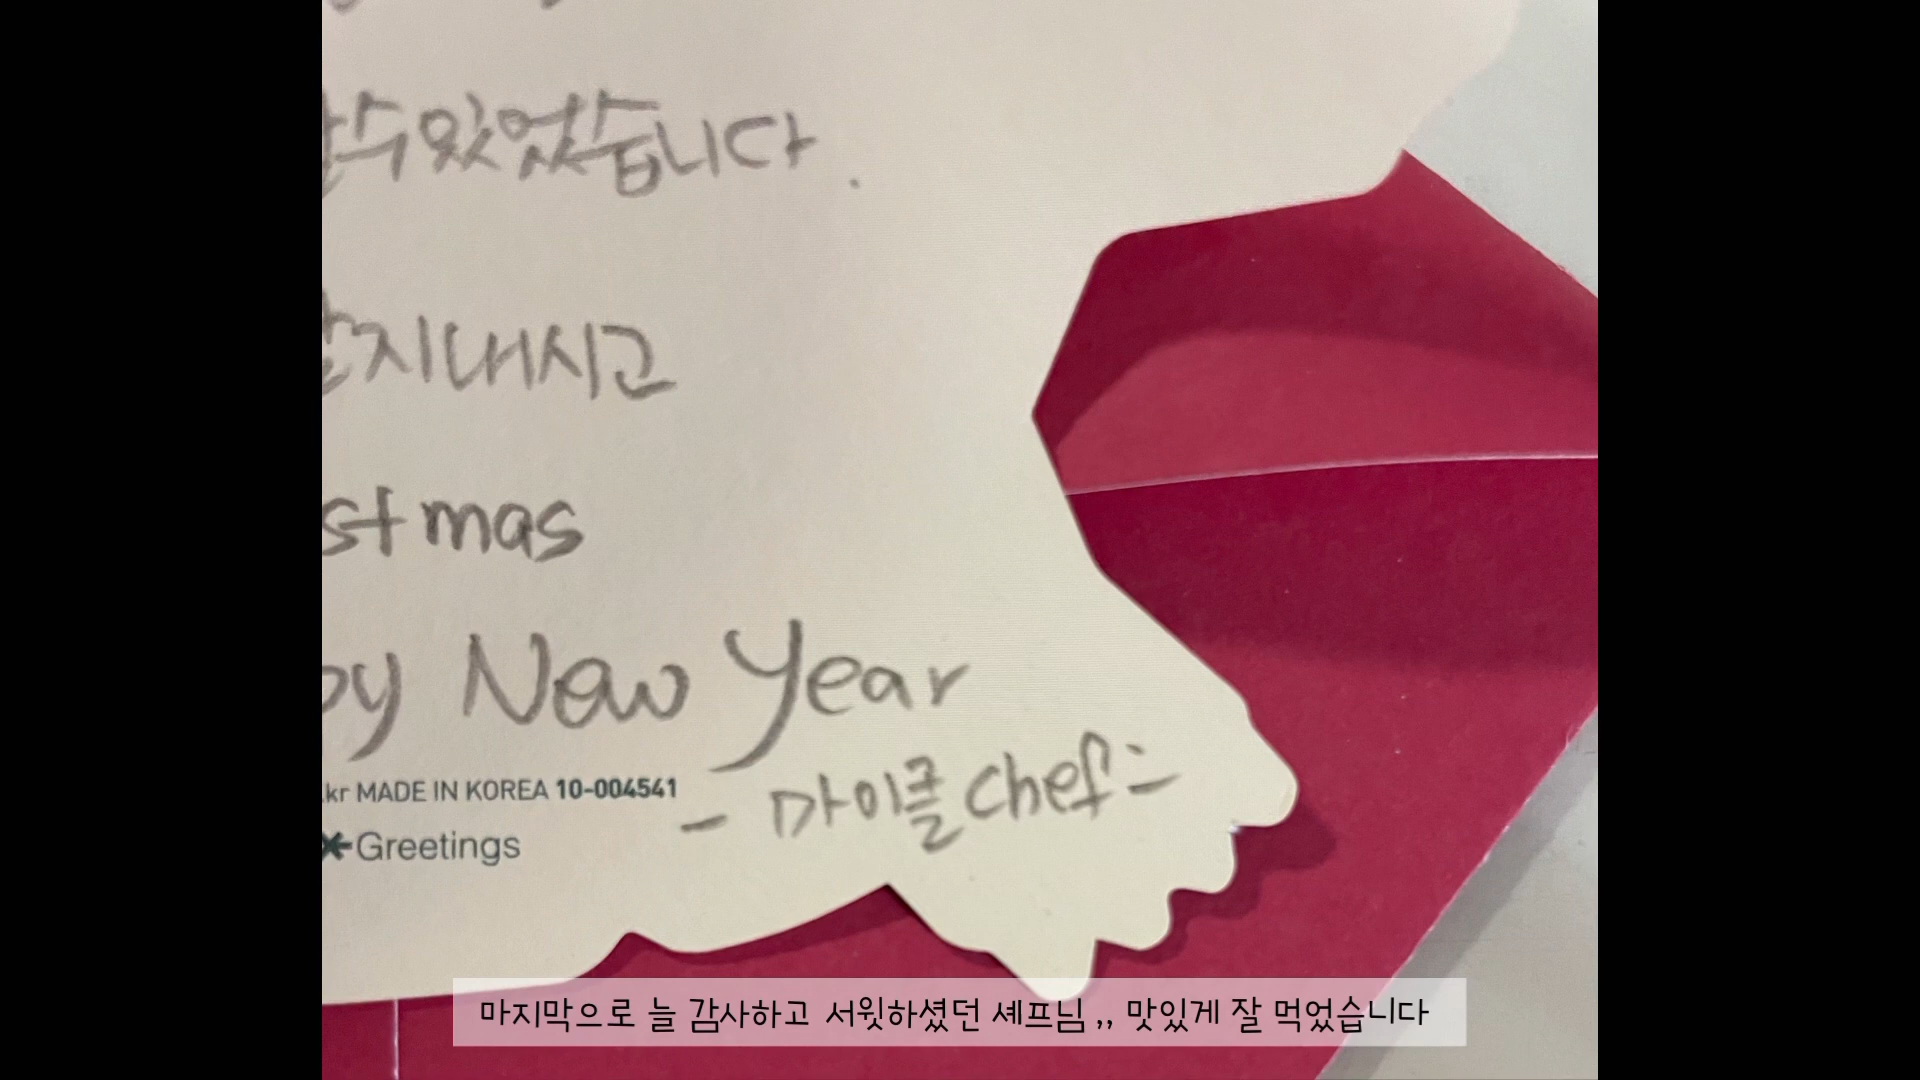 수있었습니다.
지내시고
stmas
py New Year
.kr MADE IN KOREA 10-004541
- 마이클 chef -
Greetings
마지막으로 늘 감사하고 서윗하셨던 셰프님 ,, 맛있게 잘 먹었습니다